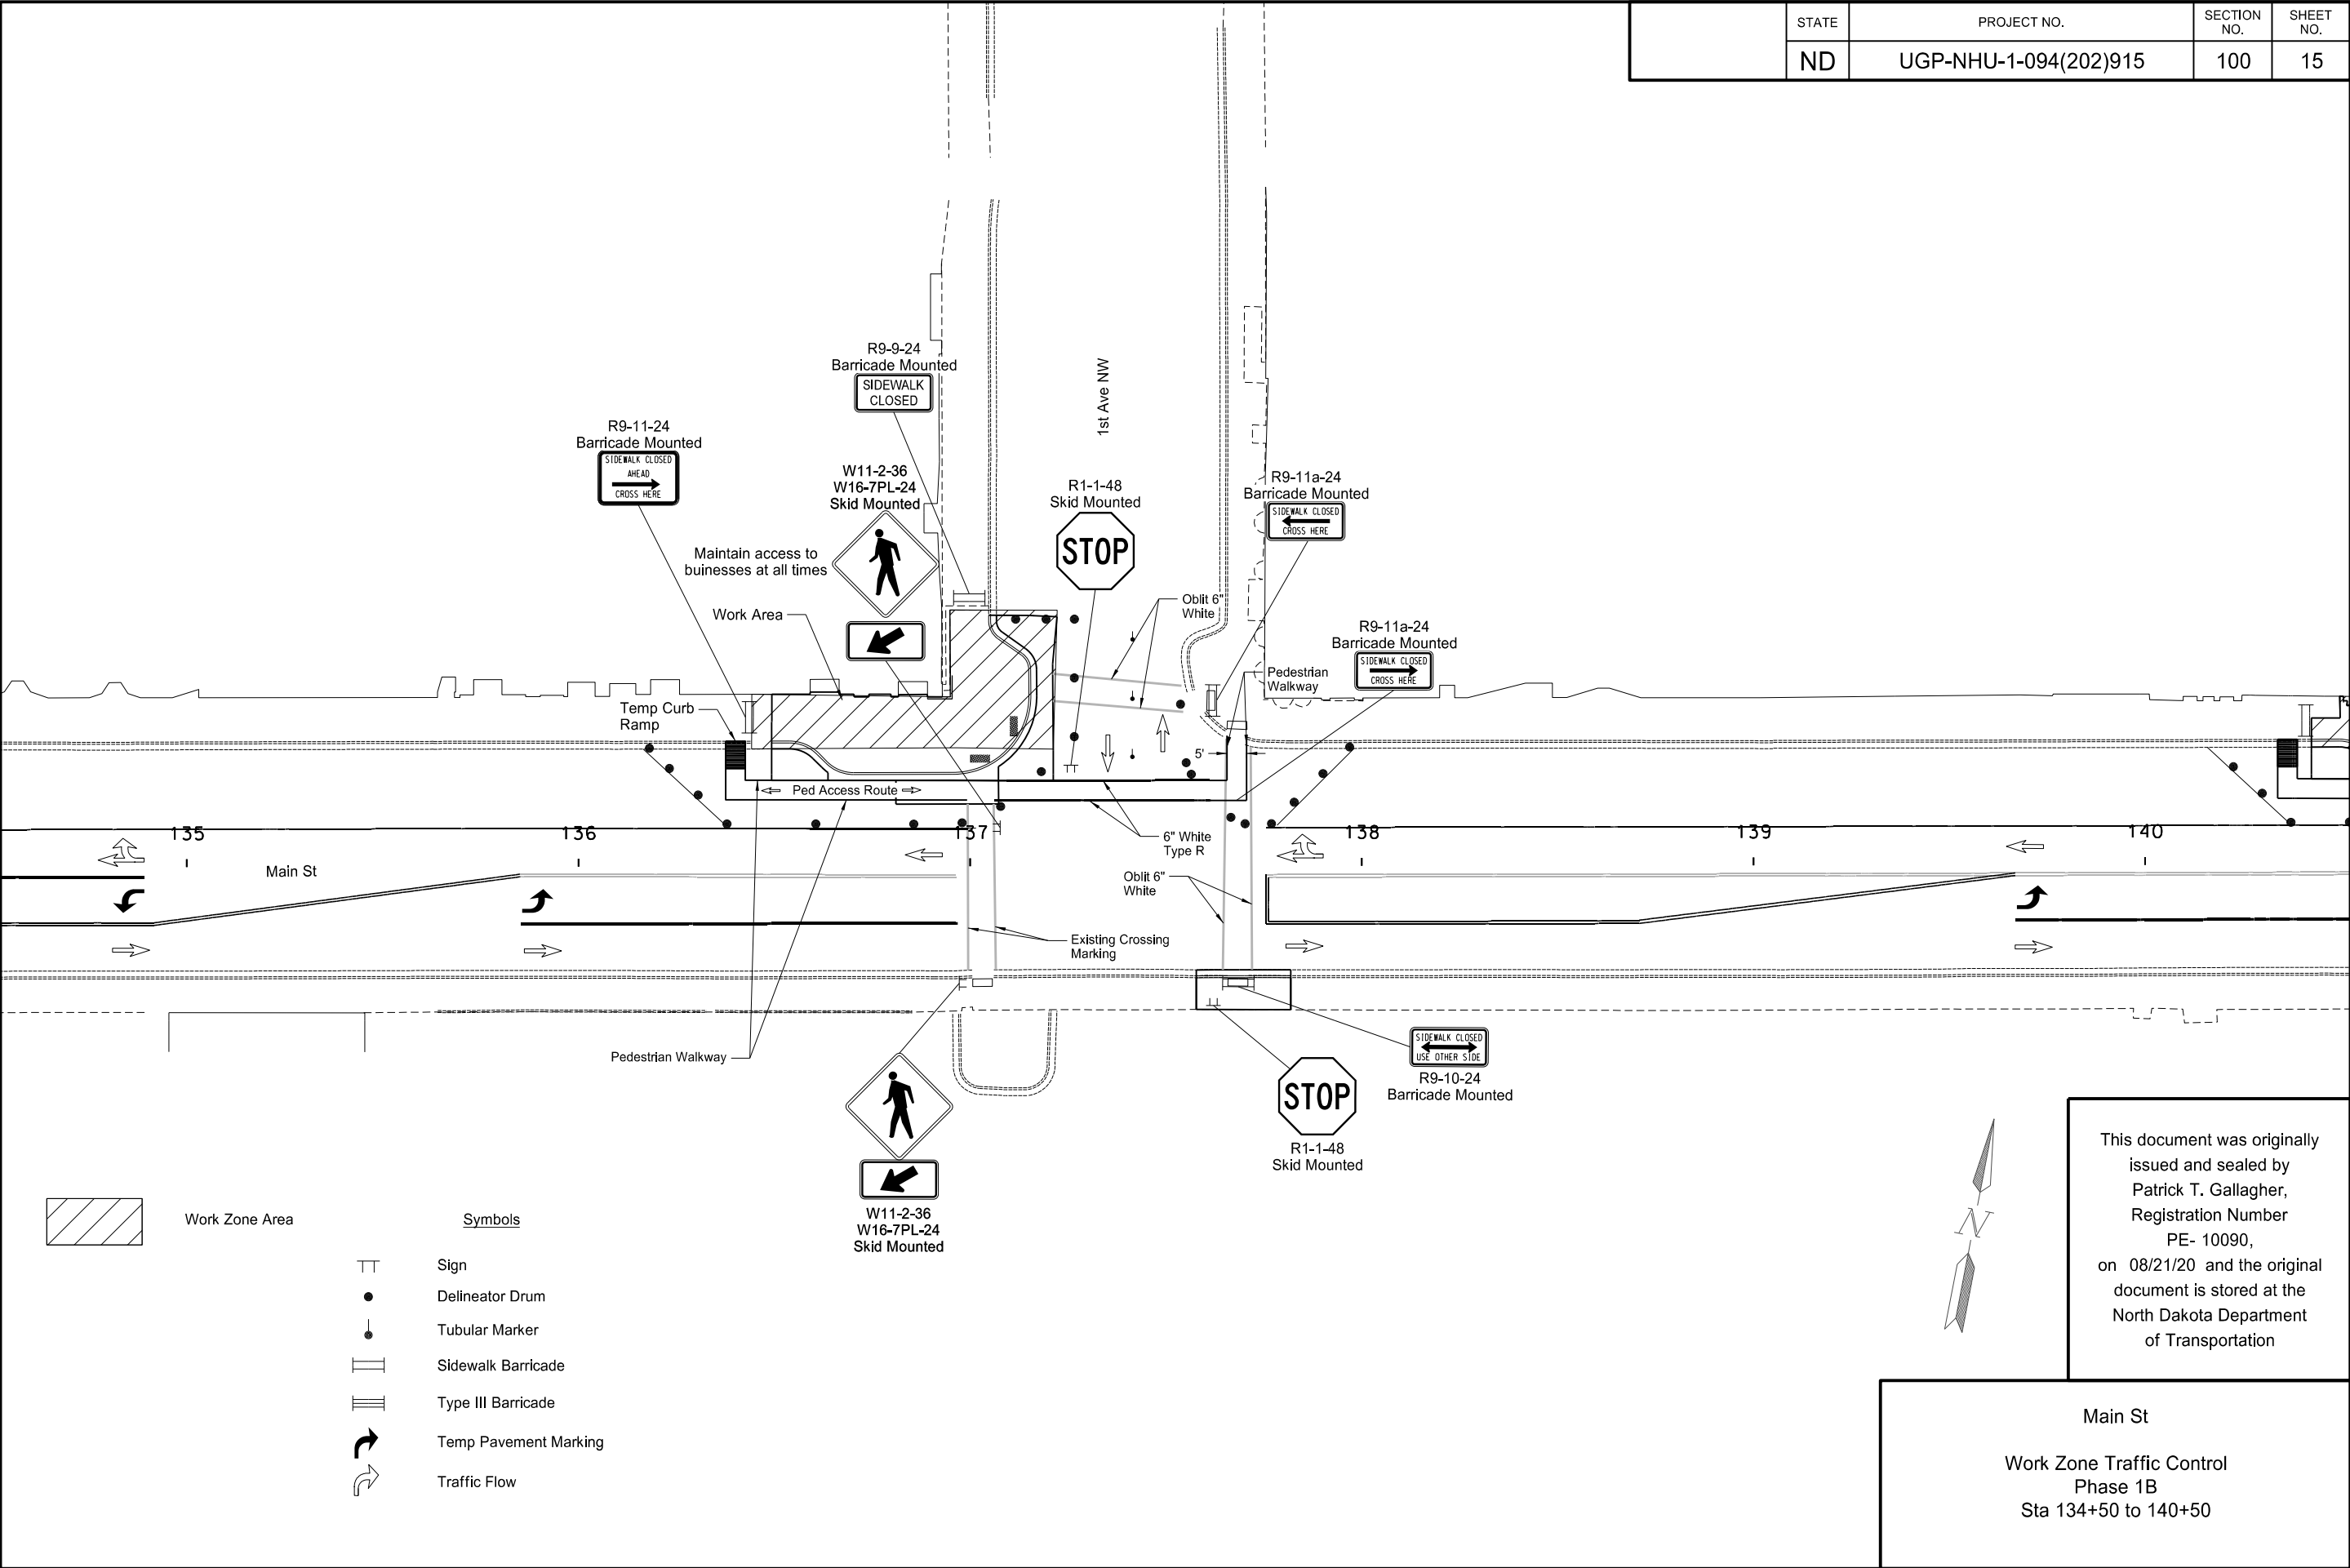 STATE
PROJECT NO.
SECTION NO.
SHEET NO.
ND
UGP-NHU-1-094(202)915
100
15
R9-9-24
Barricade Mounted
SIDEWALK
CLOSED
1st Ave NW
R9-11-24
Barricade Mounted
SIDEWALK CLOSED
AHEAD
CROSS HERE
W11-2-36
W16-7PL-24
Skid Mounted
R1-1-48
Skid Mounted
STOP
R9-11a-24
Barricade Mounted
SIDEWALK CLOSED
CROSS HERE
Maintain access to
buinesses at all times
Work Area
Oblit 6"
White
R9-11a-24
Barricade Mounted
SIDEWALK CLOSED
CROSS HERE
Pedestrian
Walkway
Temp Curb
Ramp
5'
Ped Access Route
135
136
137
138
139
140
6" White
Type R
Main St
Oblit 6"
White
Existing Crossing
Marking
Pedestrian Walkway
SIDEWALK CLOSED
USE OTHER SIDE
R9-10-24
Barricade Mounted
STOP
R1-1-48
Skid Mounted
W11-2-36
W16-7PL-24
Skid Mounted
Work Zone Area
Symbols
Sign
Delineator Drum
Tubular Marker
Sidewalk Barricade
Type III Barricade
Temp Pavement Marking
Traffic Flow
N
This document was originally
issued and sealed by
Patrick T. Gallagher,
Registration Number
PE- 10090,
on 08/21/20 and the original
document is stored at the
North Dakota Department
of Transportation
Main St
Work Zone Traffic Control
Phase 1B
Sta 134+50 to 140+50